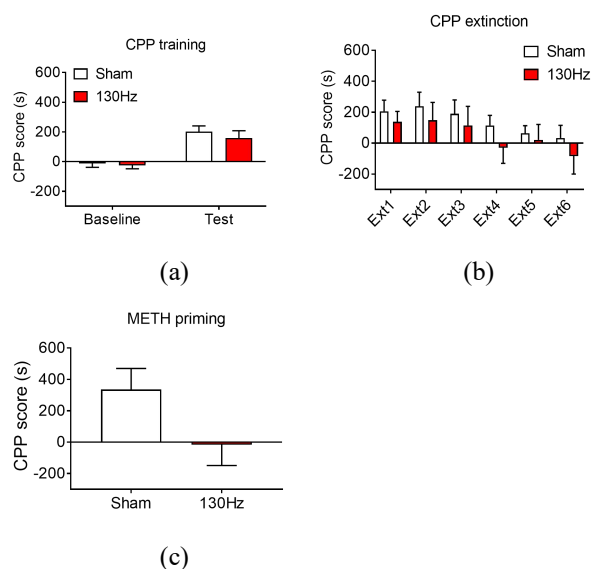 CPP training
Sham
130Hz
CPP score (s)
600
400
200
0
-200
Baseline Test
(a)
CPP extinction
Sham
130Hz
CPP score (s)
600
400
200
0
-200
Ext1 Ext2 Ext3 Ext4 Ext5 Ext6
(b)
METH priming
CPP score (s)
600
400
200
0
-200
Sham 130Hz
(c)